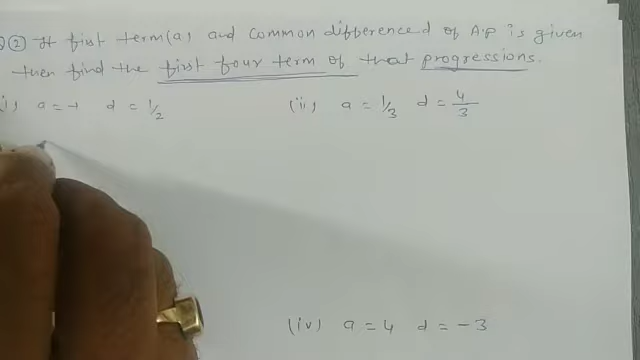 Q② If first term(a) and common difference d of A.P is given
then find the first four term of that progressions.
i) a = -1 d = 1/2 (ii) a = 1/3 d = 4/3
(iv) a = 4 d = -3